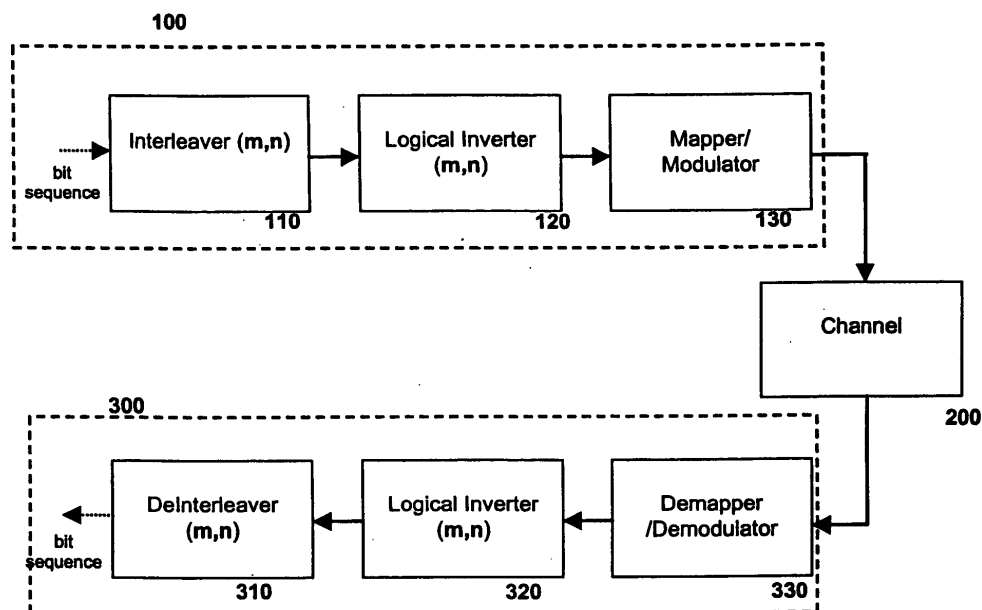 100
Interleaver (m,n)
bit
sequence
110
Logical Inverter
(m,n)
120
Mapper/
Modulator
130
Channel
200
300
DeInterleaver
(m,n)
bit
sequence
310
Logical Inverter
(m,n)
320
Demapper
/Demodulator
330